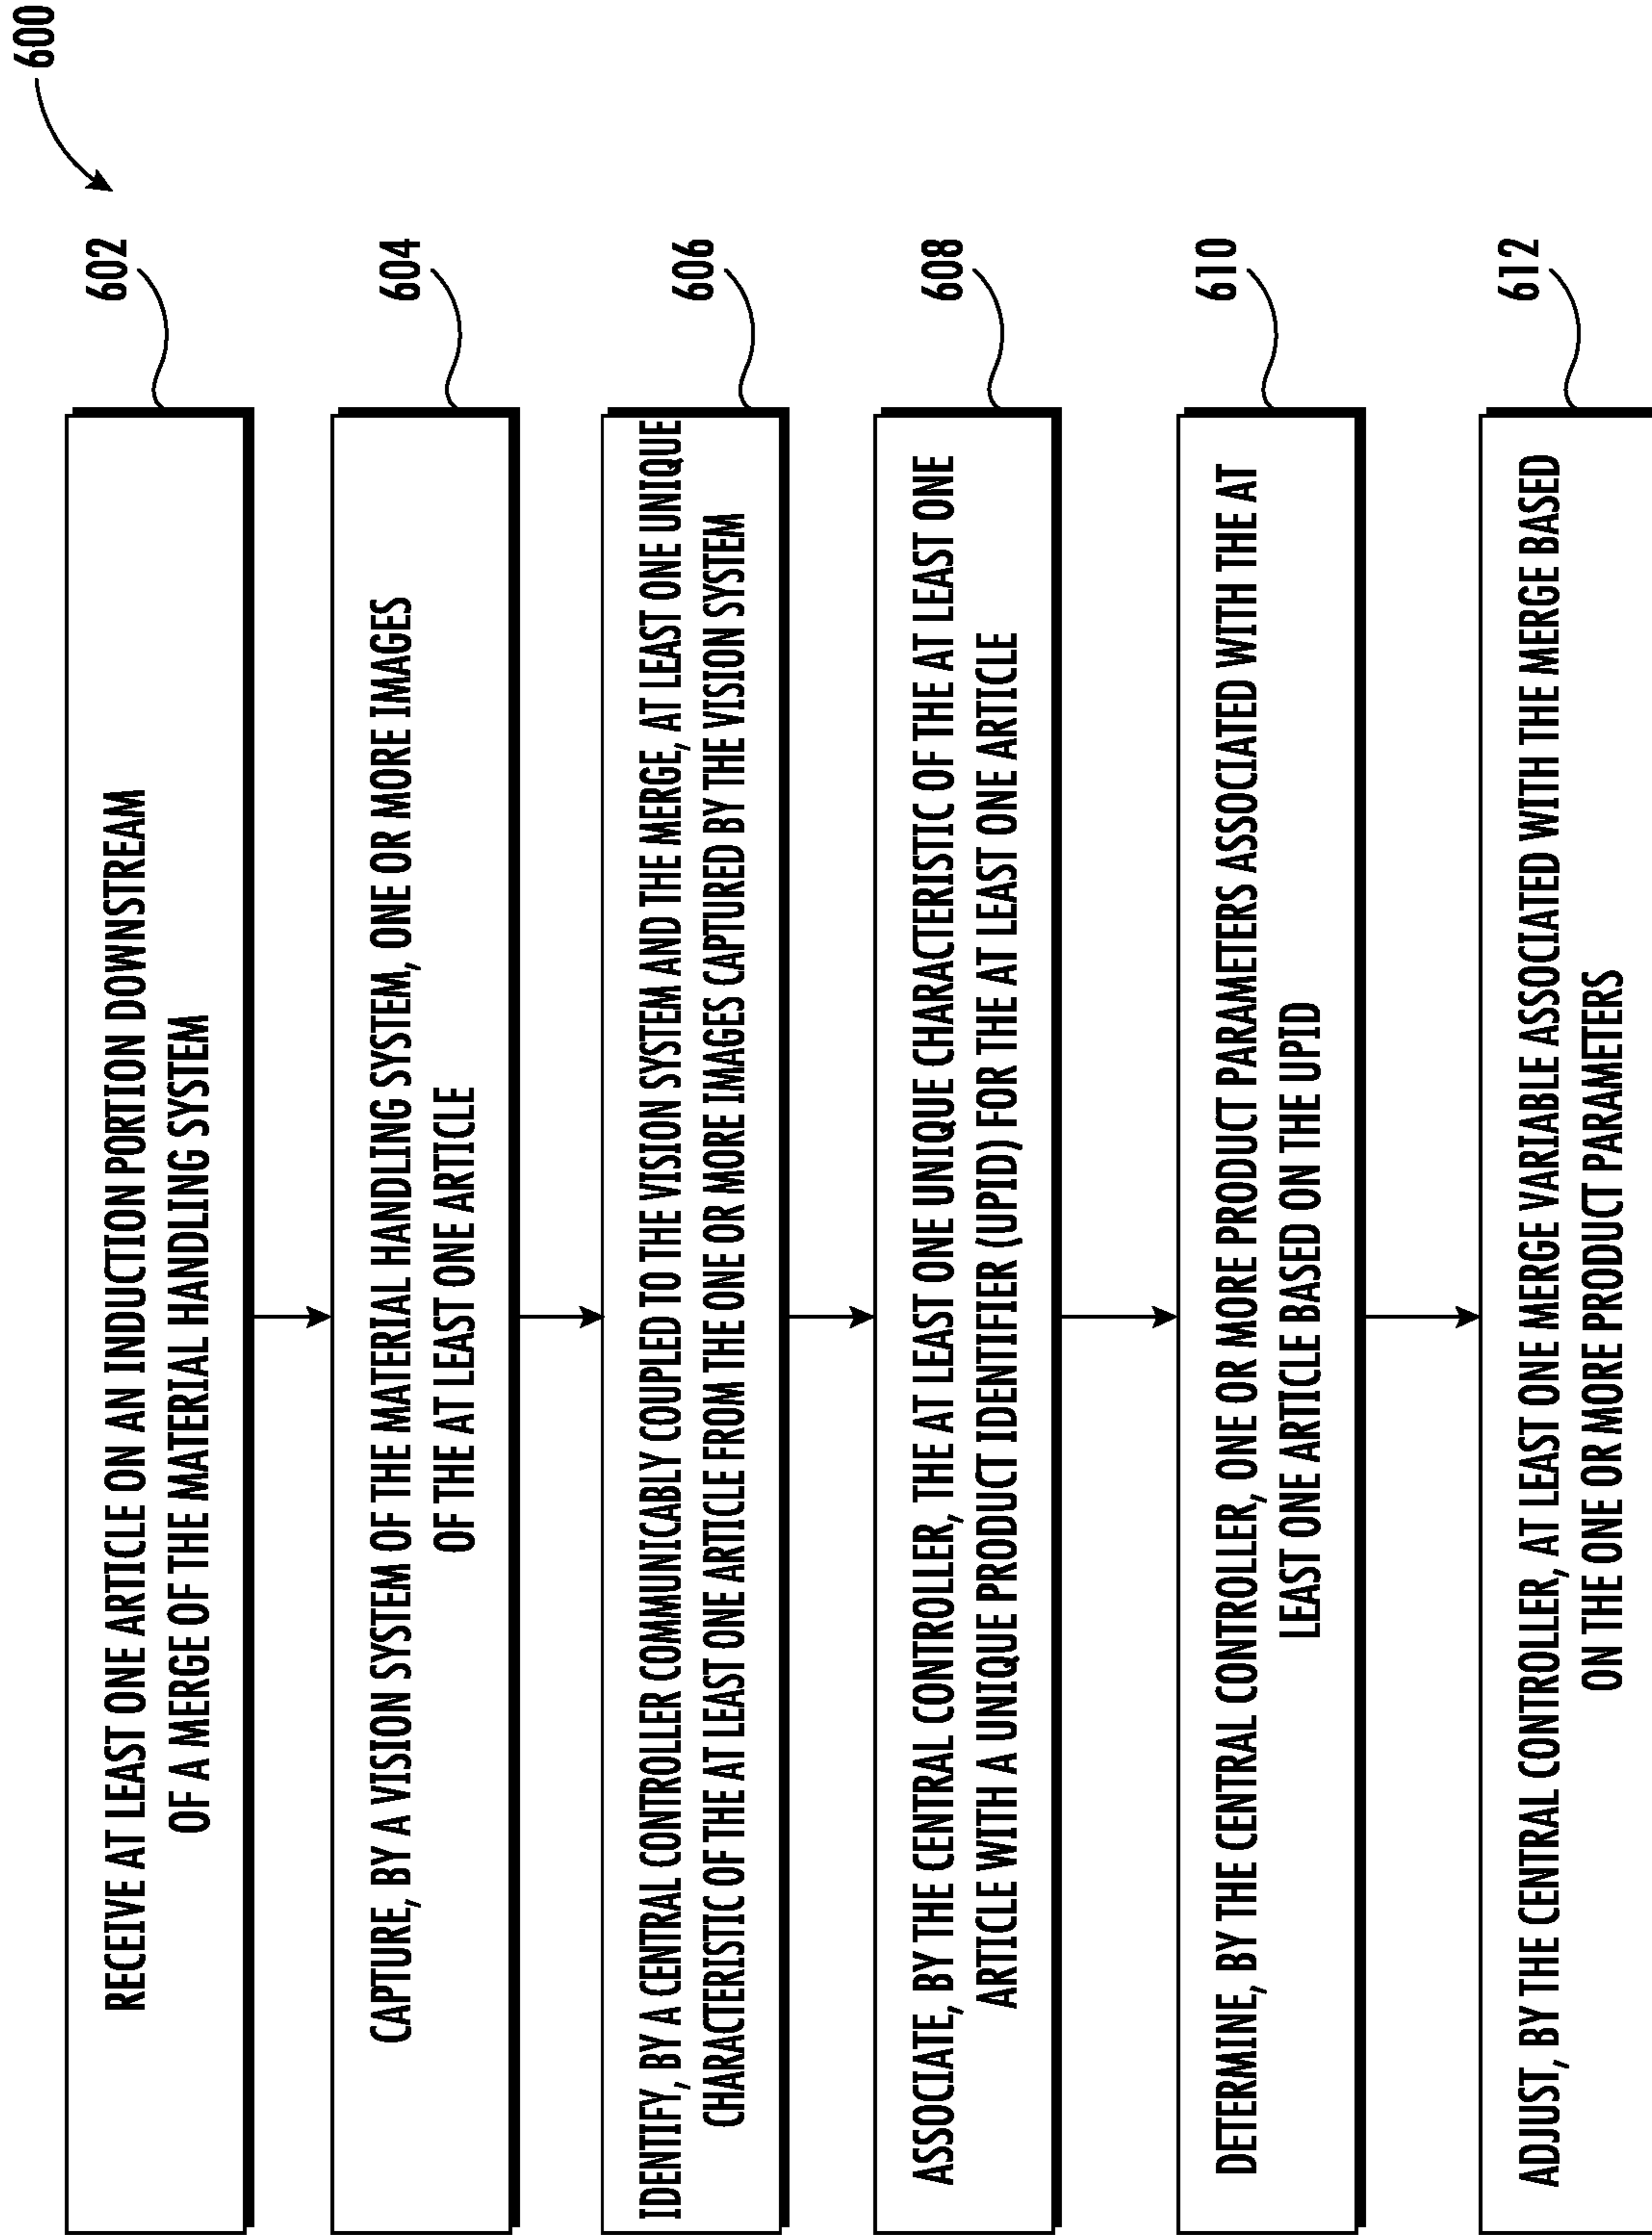 600
602
RECEIVE AT LEAST ONE ARTICLE ON AN INDUCTION PORTION DOWNSTREAM
OF A MERGE OF THE MATERIAL HANDLING SYSTEM
604
CAPTURE, BY A VISION SYSTEM OF THE MATERIAL HANDLING SYSTEM, ONE OR MORE IMAGES
OF THE AT LEAST ONE ARTICLE
606
IDENTIFY, BY A CENTRAL CONTROLLER COMMUNICABLY COUPLED TO THE VISION SYSTEM AND THE MERGE, AT LEAST ONE UNIQUE
CHARACTERISTIC OF THE AT LEAST ONE ARTICLE FROM THE ONE OR MORE IMAGES CAPTURED BY THE VISION SYSTEM
608
ASSOCIATE, BY THE CENTRAL CONTROLLER, THE AT LEAST ONE UNIQUE CHARACTERISTIC OF THE AT LEAST ONE
ARTICLE WITH A UNIQUE PRODUCT IDENTIFIER (UPID) FOR THE AT LEAST ONE ARTICLE
610
DETERMINE, BY THE CENTRAL CONTROLLER, ONE OR MORE PRODUCT PARAMETERS ASSOCIATED WITH THE AT
LEAST ONE ARTICLE BASED ON THE UPID
612
ADJUST, BY THE CENTRAL CONTROLLER, AT LEAST ONE MERGE VARIABLE ASSOCIATED WITH THE MERGE BASED
ON THE ONE OR MORE PRODUCT PARAMETERS